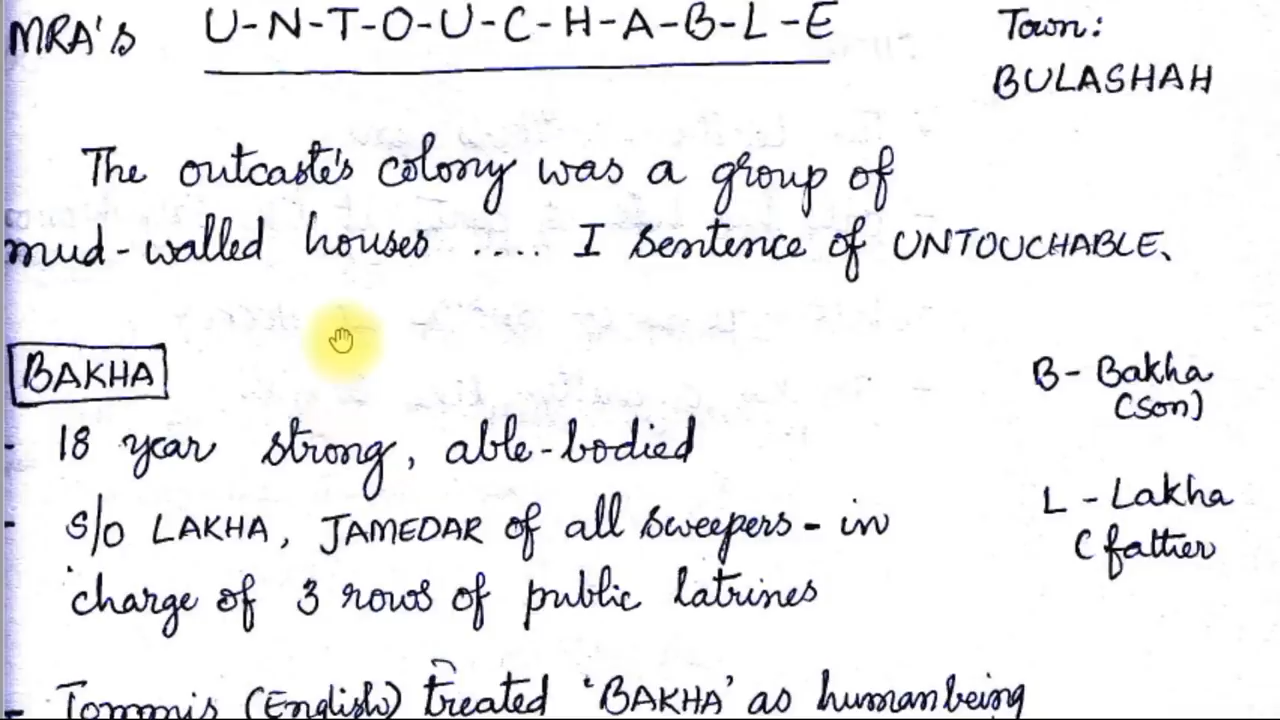 MRA's U-N-T-O-U-C-H-A-B-L-E
Town:
BULASHAH
The outcaste's colony was a group of
mud-walled houses .... I sentence of UNTOUCHABLE.
BAKHA
B- Bakha
(son)
- 18 year strong, able-bodied
L - Lakha
( father
- S/O LAKHA, JAMEDAR of all sweepers - in
charge of 3 rows of public latrines
- Tommis (English) treated 'BAKHA' as human being